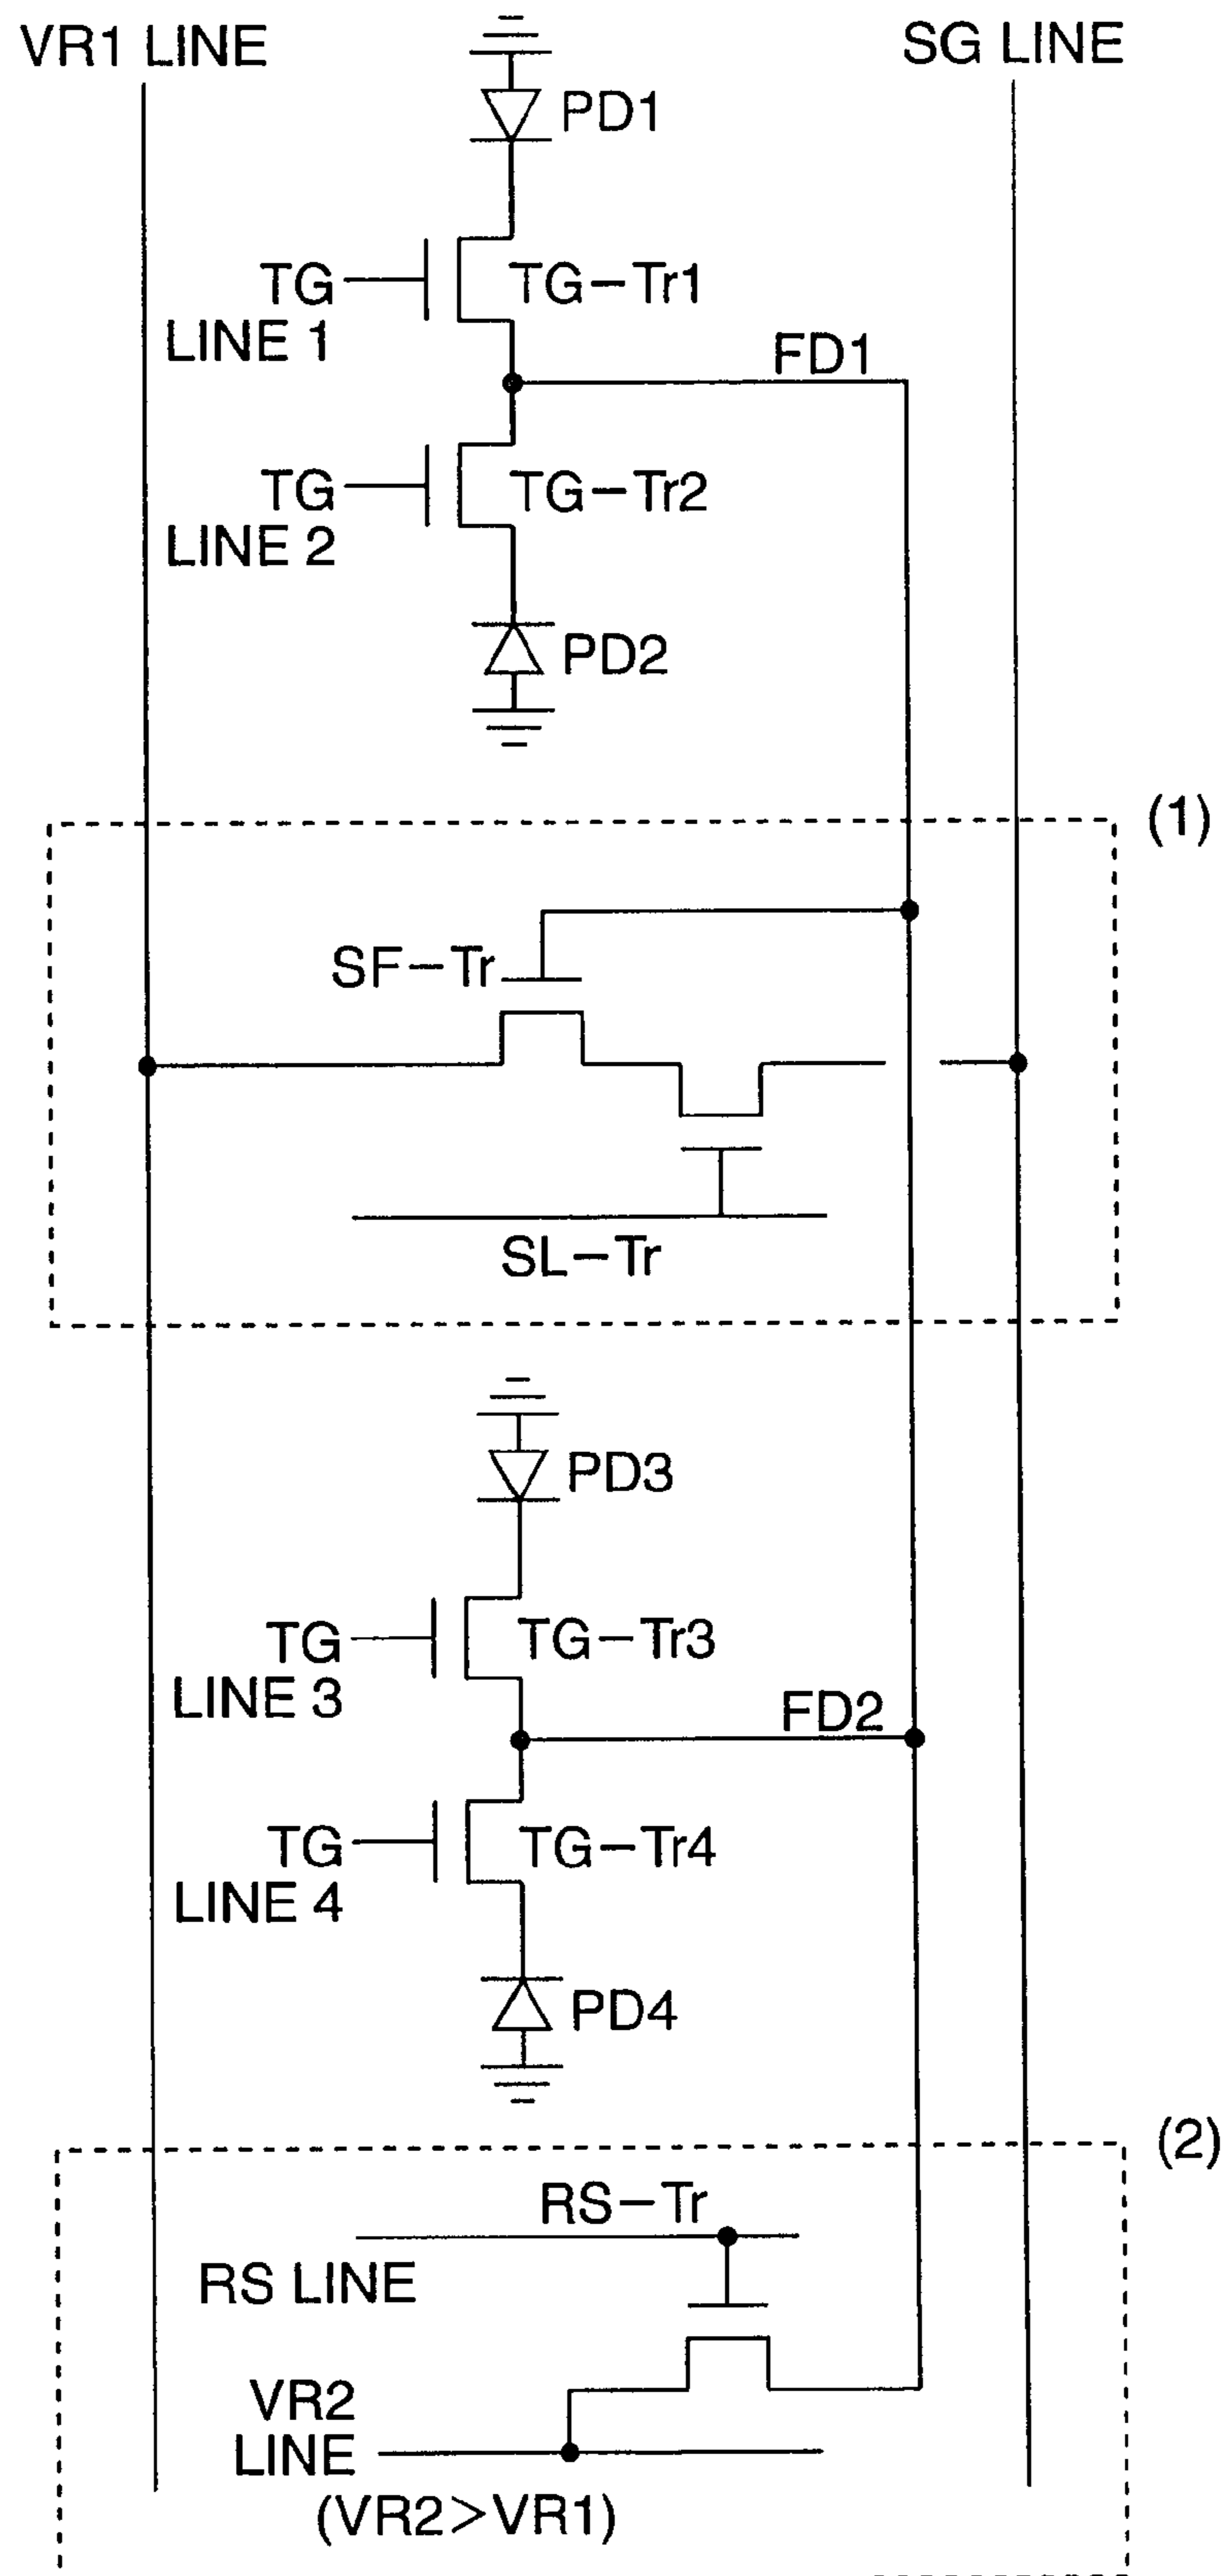 VR1 LINE
SG LINE
PD1
TG
LINE 1
TG-Tr1
FD1
TG
LINE 2
TG-Tr2
PD2
(1)
SF-Tr
SL-Tr
PD3
TG
LINE 3
TG-Tr3
FD2
TG
LINE 4
TG-Tr4
PD4
(2)
RS-Tr
RS LINE
VR2
LINE
(VR2>VR1)